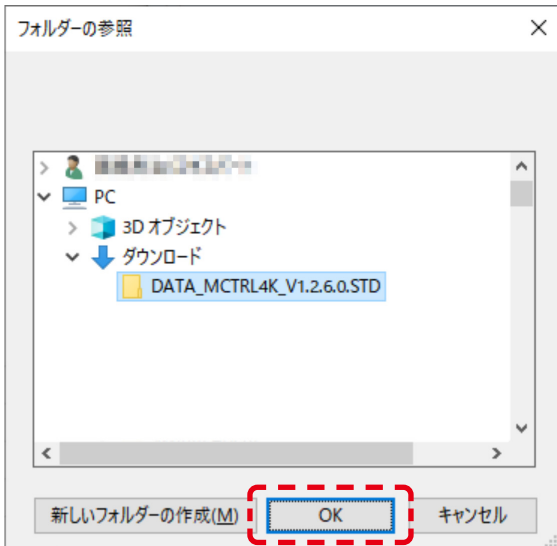 フォルダーの参照
PC
3D オブジェクト
ダウンロード
DATA_MCTRL4K_V1.2.6.0.STD
新しいフォルダーの作成(M)
OK
キャンセル